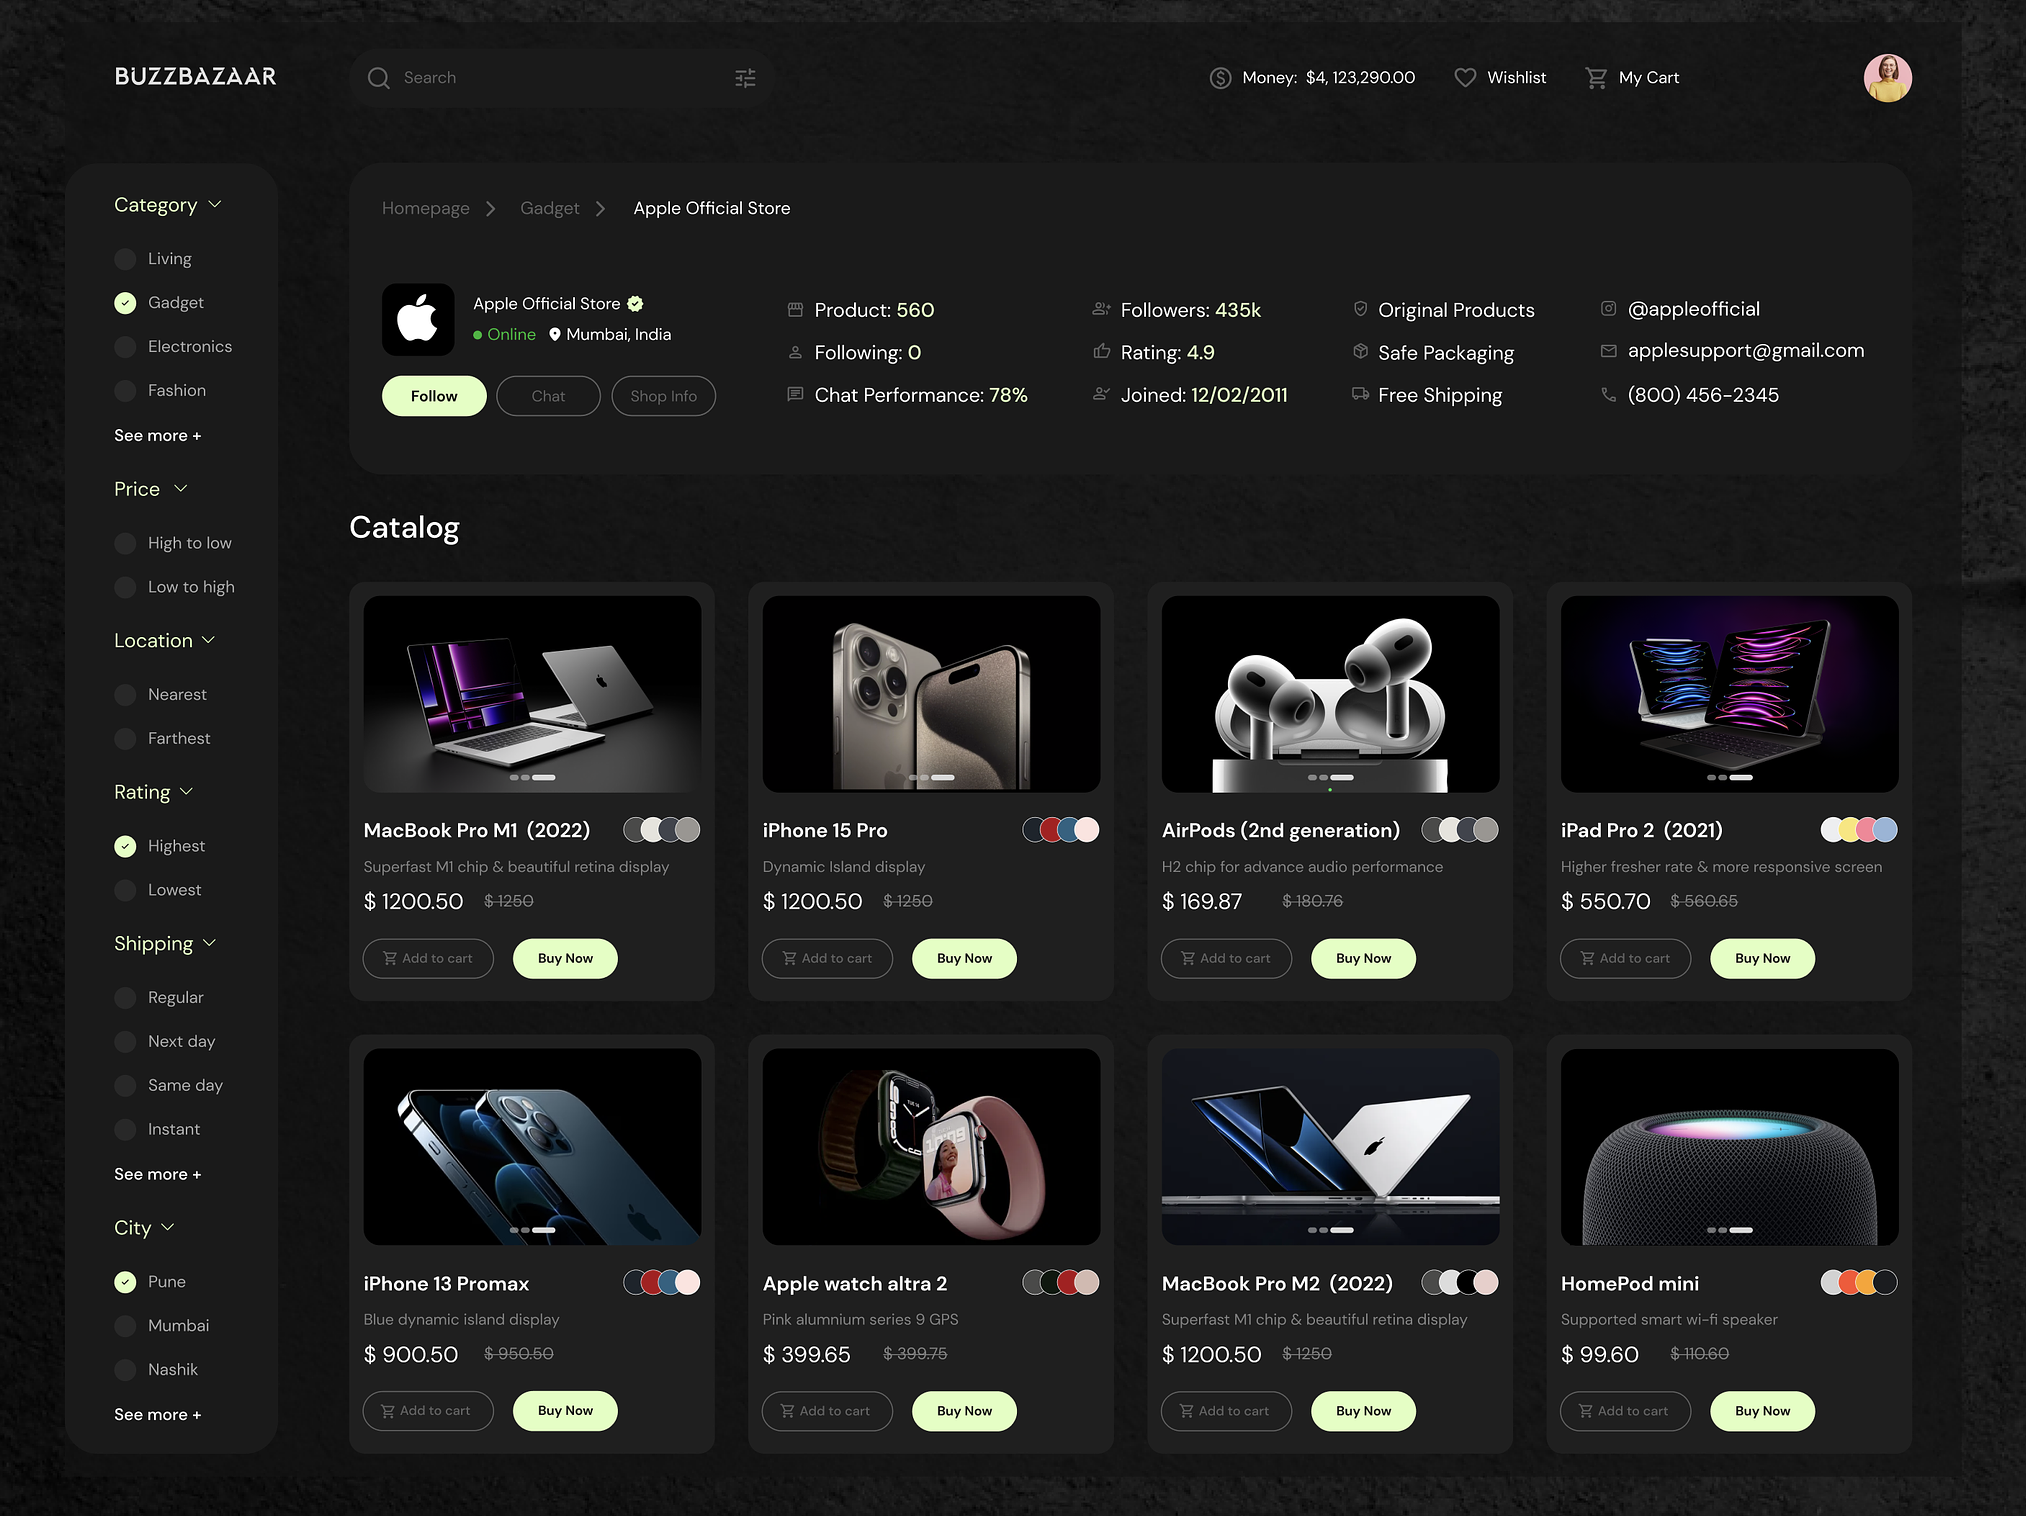 BUZZBAZAAR
Search
Money: $4, 123,290.00
Wishlist
My Cart
Category
Living
Gadget
Electronics
Fashion
See more +
Price
High to low
Low to high
Location
Nearest
Farthest
Rating
Highest
Lowest
Shipping
Regular
Next day
Same day
Instant
See more +
City
Pune
Mumbai
Nashik
See more +
Homepage
Gadget
Apple Official Store
Apple Official Store
Online
Mumbai, India
Follow
Chat
Shop Info
Product: 560
Following: 0
Chat Performance: 78%
Followers: 435k
Rating: 4.9
Joined: 12/02/2011
Original Products
Safe Packaging
Free Shipping
@appleofficial
applesupport@gmail.com
(800) 456-2345
Catalog
MacBook Pro M1 (2022)
Superfast M1 chip & beautiful retina display
$ 1200.50 $ 1250
Add to cart
Buy Now
iPhone 15 Pro
Dynamic Island display
$ 1200.50 $ 1250
Add to cart
Buy Now
AirPods (2nd generation)
H2 chip for advance audio performance
$ 169.87 $ 180.76
Add to cart
Buy Now
iPad Pro 2 (2021)
Higher fresher rate & more responsive screen
$ 550.70 $ 560.65
Add to cart
Buy Now
iPhone 13 Promax
Blue dynamic island display
$ 900.50 $ 950.50
Add to cart
Buy Now
10:09
Apple watch altra 2
Pink alumnium series 9 GPS
$ 399.65 $ 399.75
Add to cart
Buy Now
MacBook Pro M2 (2022)
Superfast M1 chip & beautiful retina display
$ 1200.50 $ 1250
Add to cart
Buy Now
HomePod mini
Supported smart wi-fi speaker
$ 99.60 $ 110.60
Add to cart
Buy Now